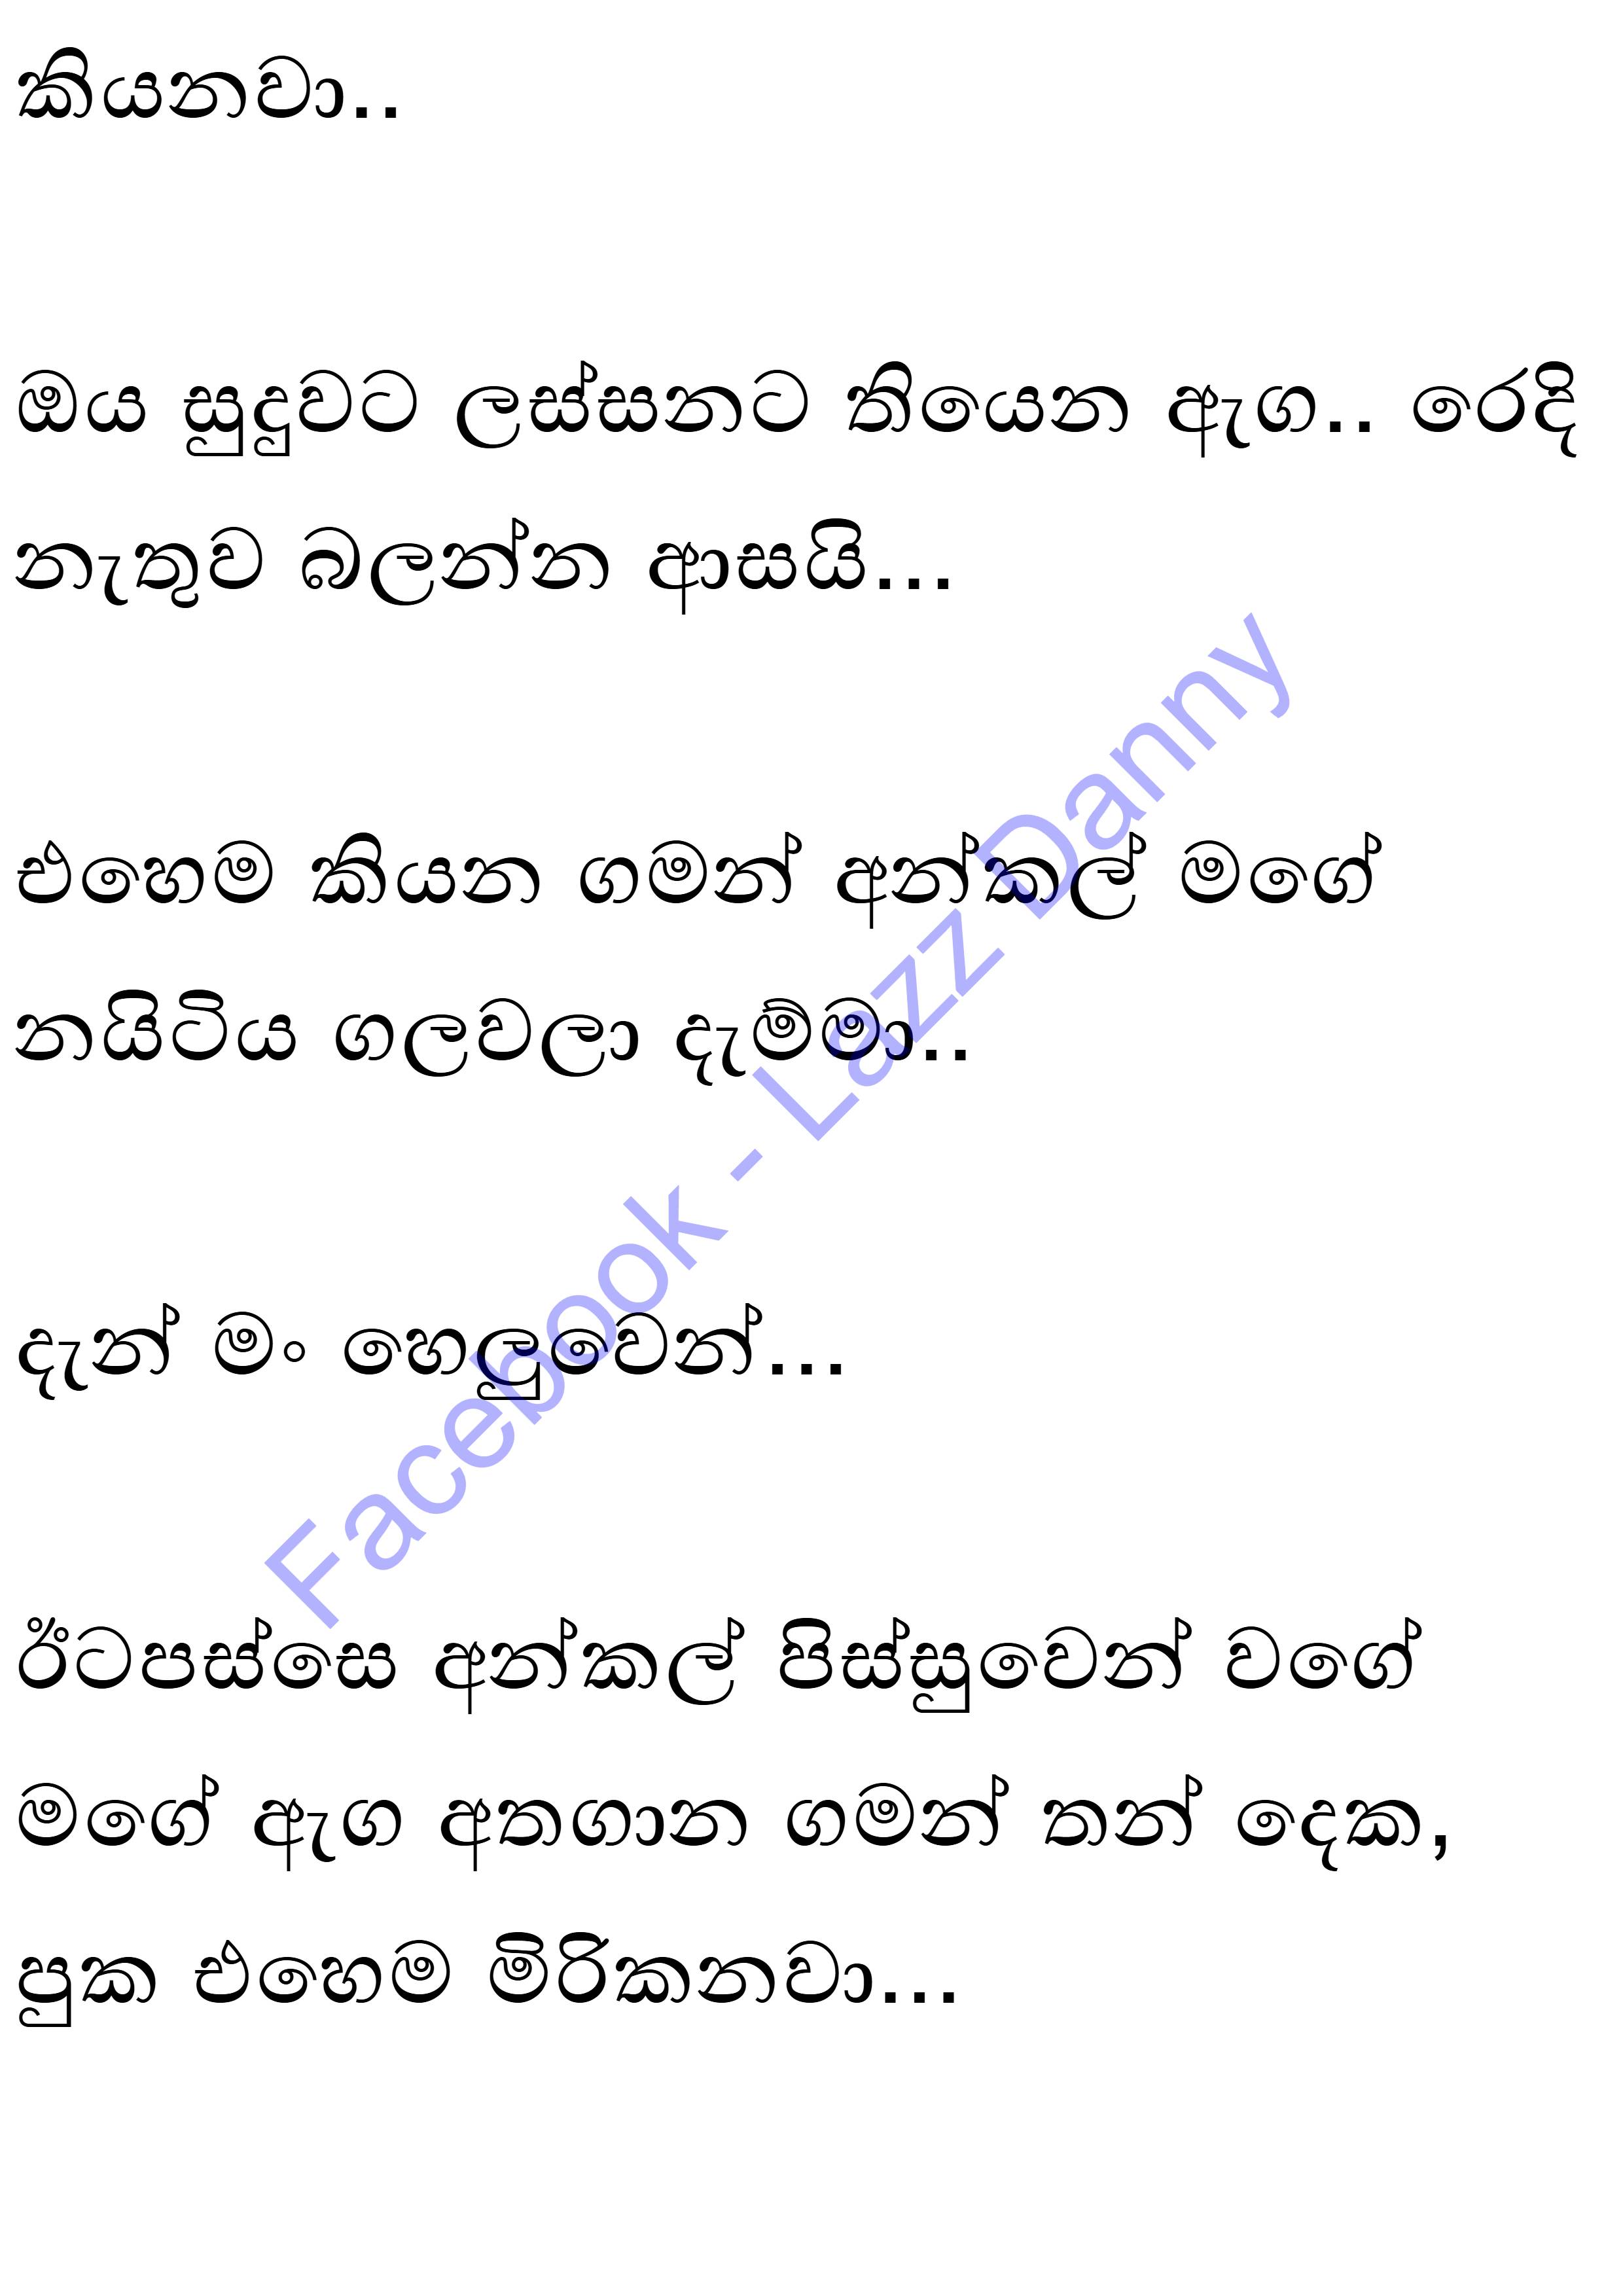 කියනවා..
ඔය සුදුවට ලස්සනට තියෙන ඇග.. රෙදි
නැතුව බලන්න ආසයි...
එහෙම කියන ගමන් අන්කල් මගේ
නයිටිය ගලවලා දැම්මා..
දැන් මං හෙලුවෙන්...
ඊටපස්සෙ අන්කල් පිස්සුවෙන් වගේ
මගේ ඇග අතගාන ගමන් තන් දෙක,
පුක එහෙම මිරිකනවා...
Facebook - Lazz Danny